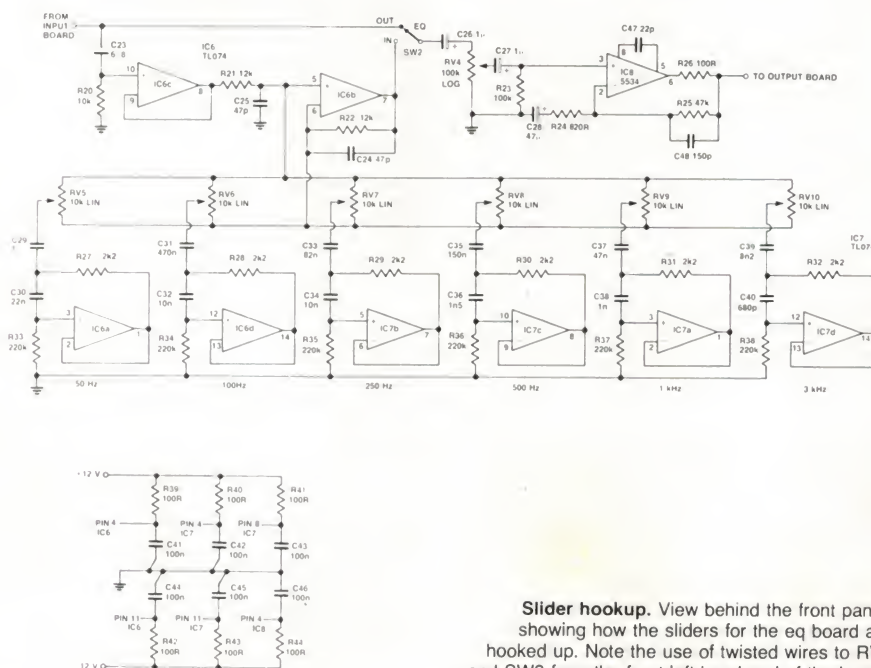 FROM
INPUT
BOARD
OUT
EQ
IN
SW2
C23
6 8
IC6
TL074
R20
10k
10
9
IC6c
8
R21 12k
C25
47p
5
6
IC6b
7
R22 12k
C24 47p
C26 1µ
+
RV4
100k
LOG
C27 1µ
+
R23
100k
C28
47µ
+
R24 820R
C47 22p
8
3
2
IC8
5534
5
6
R26 100R
TO OUTPUT BOARD
R25 47k
C48 150p
RV5
10k LIN
RV6
10k LIN
RV7
10k LIN
RV8
10k LIN
RV9
10k LIN
RV10
10k LIN
C29
C31
470n
C33
82n
C35
150n
C37
47n
C39
8n2
R27 2k2
R28 2k2
R29 2k2
R30 2k2
R31 2k2
R32 2k2
IC7
C30
22n
C32
10n
C34
10n
C36
1n5
C38
1n
C40
680p
3
2
IC6a
1
12
13
IC6d
14
5
6
IC7b
7
10
9
IC7c
8
3
2
IC7a
1
12
13
IC7d
14
R33
220k
R34
220k
R35
220k
R36
220k
R37
220k
R38
220k
50 Hz
100Hz
250 Hz
500 Hz
1 kHz
3 kHz
+12 V
R39
100R
R40
100R
R41
100R
PIN 4
IC6
PIN 4
IC7
PIN 8
IC7
C41
100n
C42
100n
C43
100n
C44
100n
C45
100n
C46
100n
PIN 11
IC6
PIN 11
IC7
PIN 4
IC8
R42
100R
R43
100R
R44
100R
12 V
Slider hookup. View behind the front pan
showing how the sliders for the eq board a
hooked up. Note the use of twisted wires to